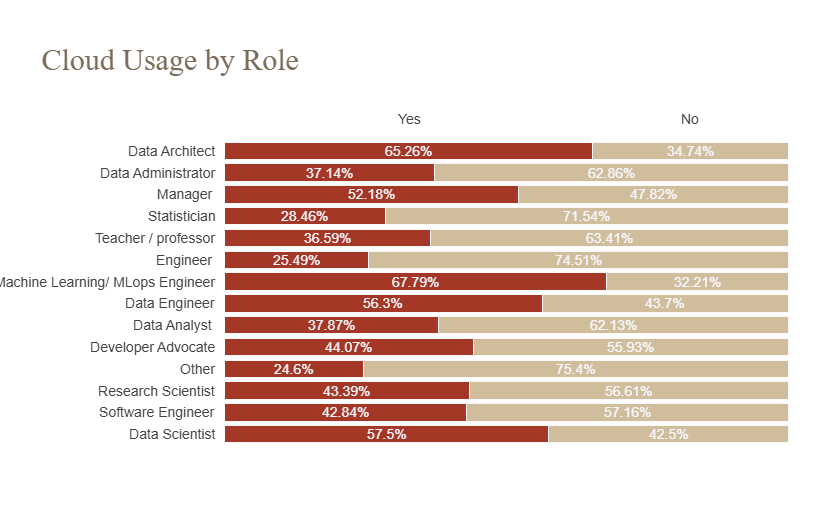 Cloud Usage by Role
Yes No
Data Architect 65.26% 34.74%
Data Administrator 37.14% 62.86%
Manager 52.18% 47.82%
Statistician 28.46% 71.54%
Teacher / professor 36.59% 63.41%
Engineer 25.49% 74.51%
Machine Learning/ MLops Engineer 67.79% 32.21%
Data Engineer 56.3% 43.7%
Data Analyst 37.87% 62.13%
Developer Advocate 44.07% 55.93%
Other 24.6% 75.4%
Research Scientist 43.39% 56.61%
Software Engineer 42.84% 57.16%
Data Scientist 57.5% 42.5%